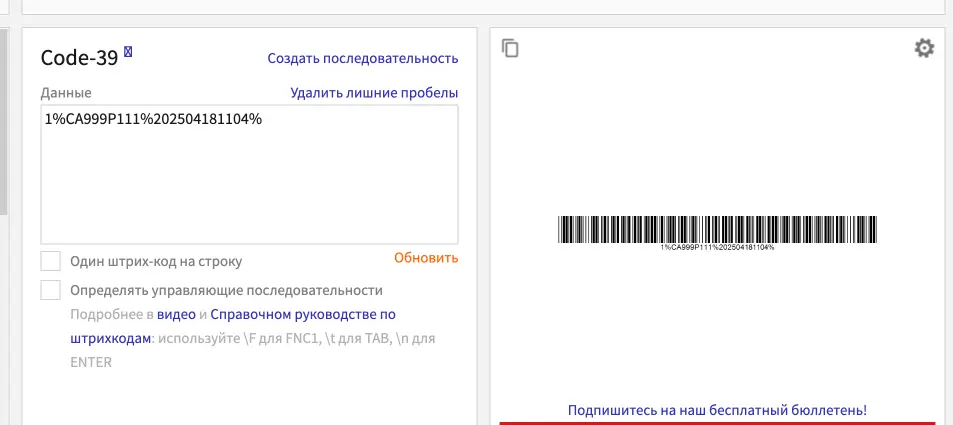 Code-39
Создать последовательность
Данные
Удалить лишние пробелы
1%CA999P111%202504181104%
Один штрих-код на строку
Обновить
Определять управляющие последовательности
Подробнее в видео и Справочном руководстве по
штрихкодам: используйте \F для FNC1, \t для TAB, \n для
ENTER
1%CA999P111%202504181104%
Подпишитесь на наш бесплатный бюллетень!